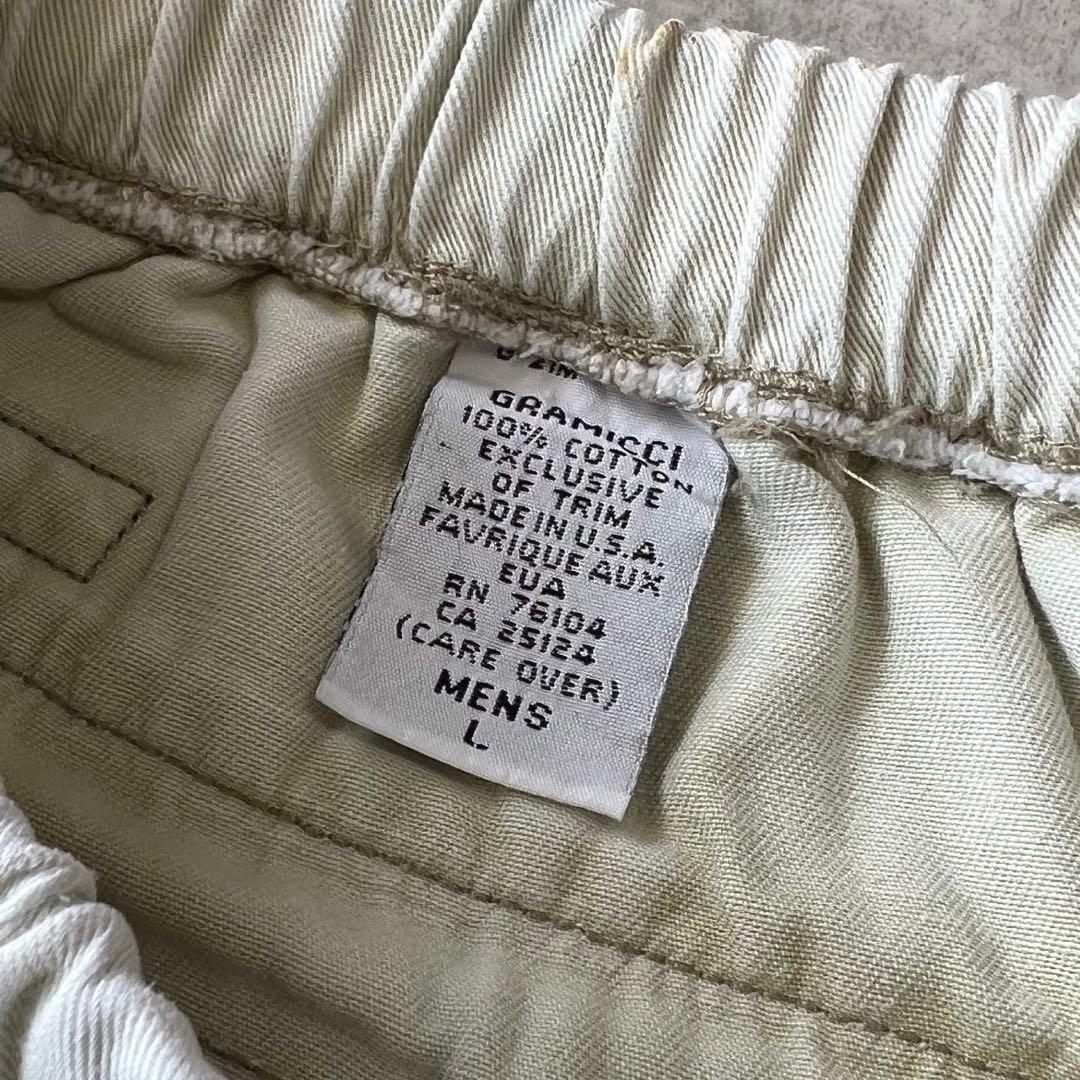 GRAMICCI
100% COTTON
EXCLUSIVE
OF TRIM
MADE IN U.S.A.
FAVRIQUE AUX
EUA
RN 76104
CA 25124
(CARE OVER)
MENS
L